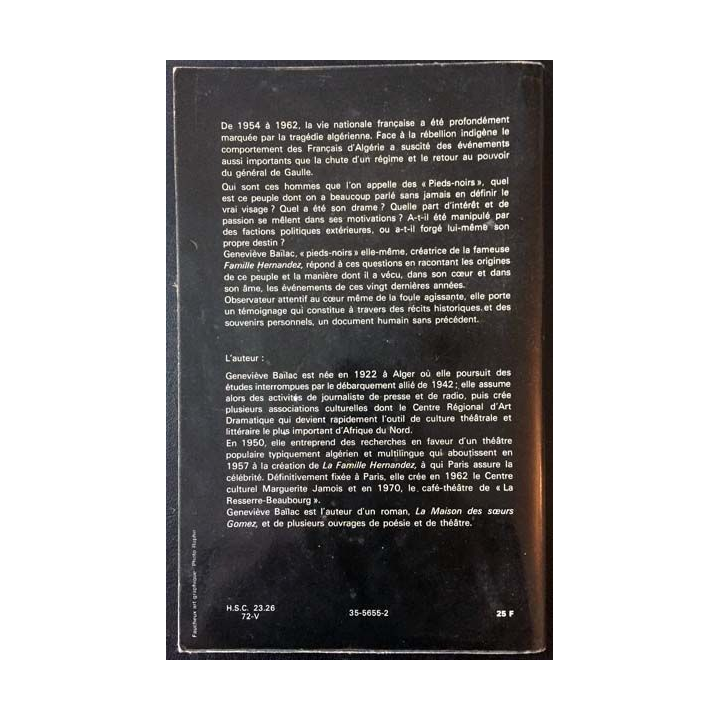 De 1954 à 1962, la vie nationale française a été profondément
marquée par la tragédie algérienne. Face à la rébellion indigène le
comportement des Français d'Algérie a suscité des événements
aussi importants que la chute d'un régime et le retour au pouvoir
du général de Gaulle.
Qui sont ces hommes que l'on appelle des « Pieds-noirs », quel
est ce peuple dont on a beaucoup parlé sans jamais en définir le
vrai visage ? Quel a été son drame ? Quelle part d'intérêt et de
passion se mêlent dans ses motivations ? A-t-il été manipulé par
des factions politiques extérieures, ou a-t-il forgé lui-même son
propre destin ?
Geneviève Baïlac, « pieds-noirs » elle-même, créatrice de la fameuse
Famille Hernandez, répond à ces questions en racontant les origines
de ce peuple et la manière dont il a vécu, dans son cœur et dans
son âme, les événements de ces vingt dernières années.
Observateur attentif au cœur même de la foule agissante, elle porte
un témoignage qui constitue à travers des récits historiques et des
souvenirs personnels, un document humain sans précédent.
L'auteur :
Geneviève Baïlac est née en 1922 à Alger où elle poursuit des
études interrompues par le débarquement allié de 1942 ; elle assume
alors des activités de journaliste de presse et de radio, puis crée
plusieurs associations culturelles dont le Centre Régional d'Art
Dramatique qui devient rapidement l'outil de culture théâtrale et
littéraire le plus important d'Afrique du Nord.
En 1950, elle entreprend des recherches en faveur d'un théâtre
populaire typiquement algérien et multilingue qui aboutissent en
1957 à la création de La Famille Hernandez, à qui Paris assure la
célébrité. Définitivement fixée à Paris, elle crée en 1962 le Centre
culturel Marguerite Jamois et en 1970, le café-théâtre de « La
Resserre-Beaubourg ».
Geneviève Baïlac est l'auteur d'un roman, La Maison des sœurs
Gomez, et de plusieurs ouvrages de poésie et de théâtre.
Faucheux art graphique Photo Rapho
H.S.C. 23.26
72-V
35-5655-2
25 F